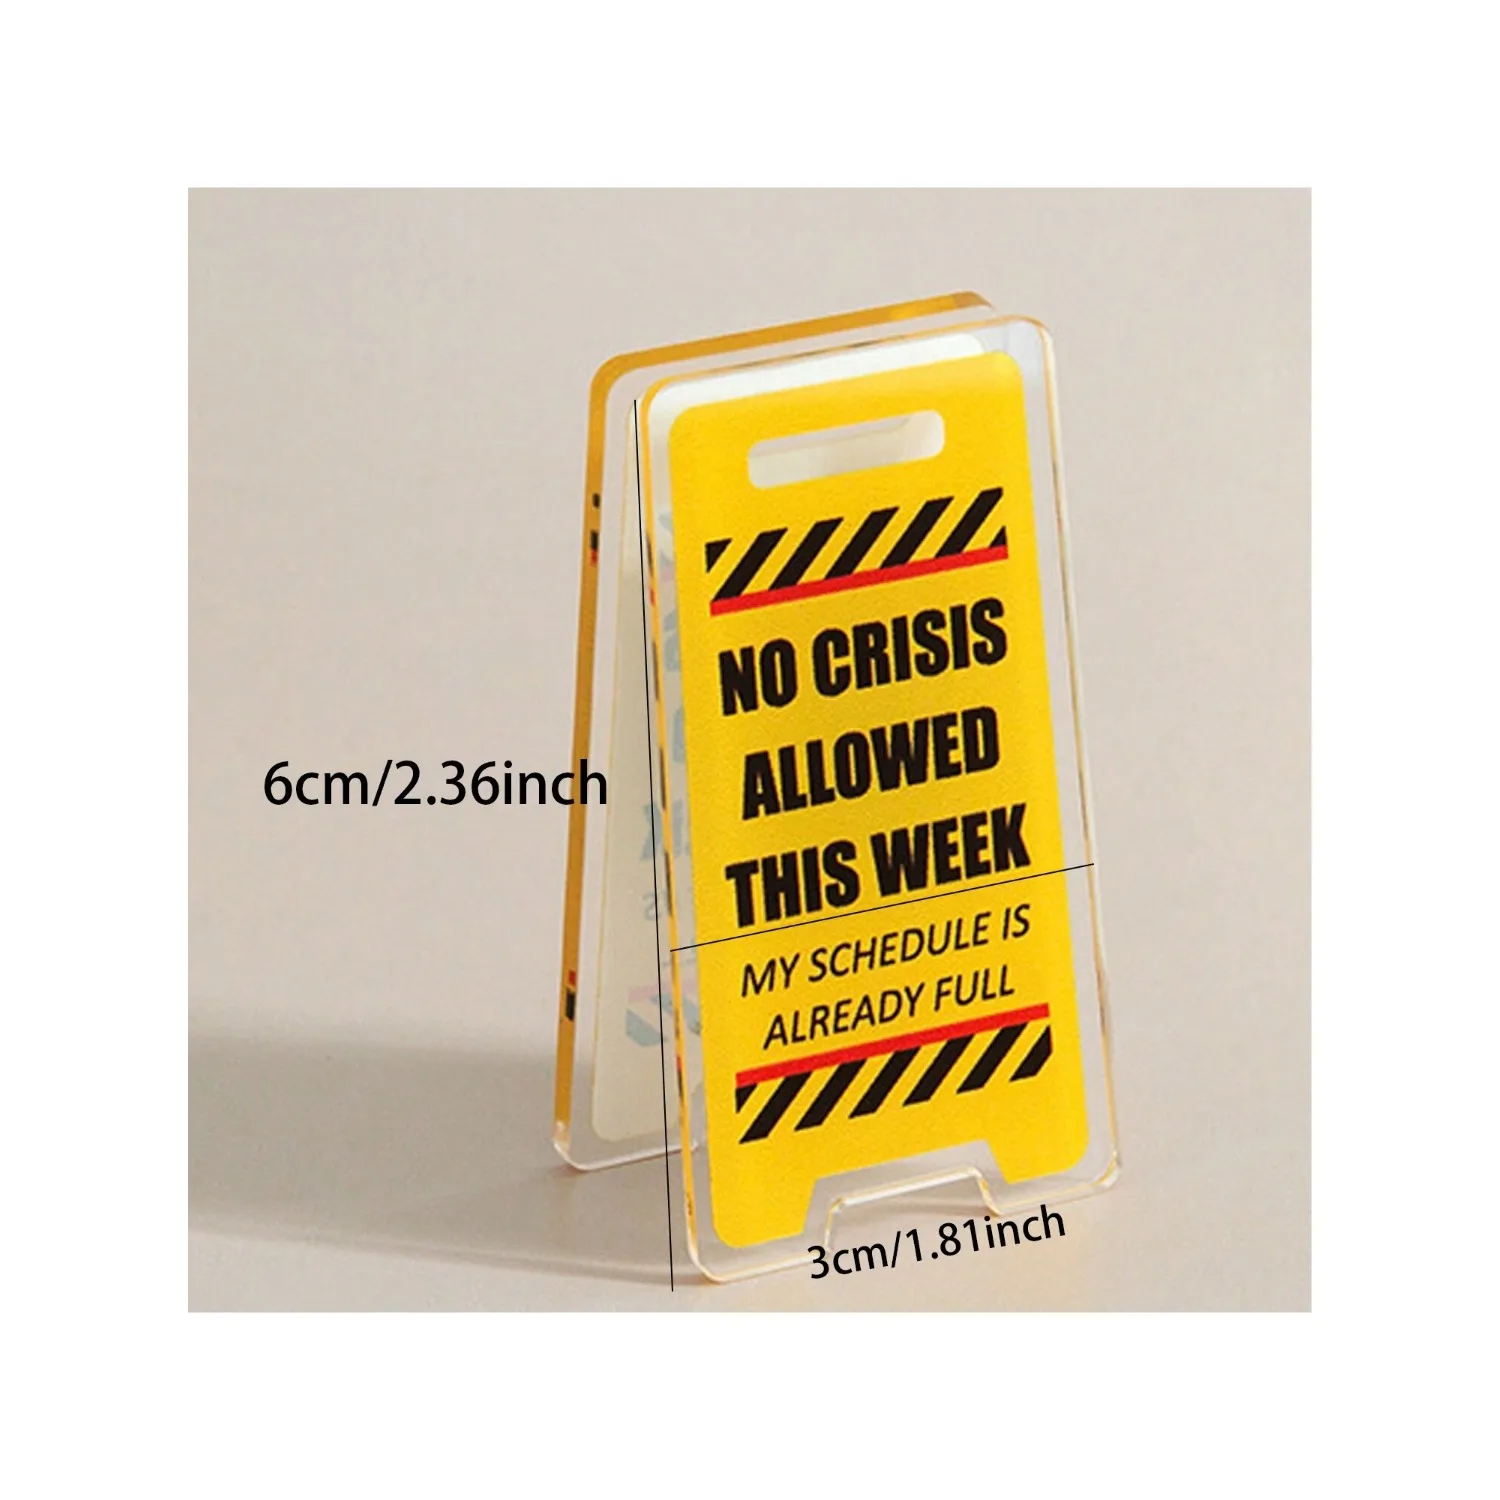 NO CRISIS
ALLOWED
THIS WEEK
MY SCHEDULE IS
ALREADY FULL
6cm/2.36inch
3cm/1.81inch